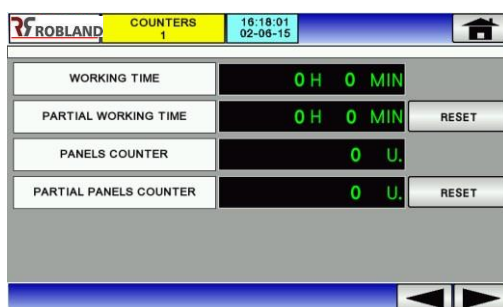 ROBLAND
COUNTERS
1
16:18:01
02-06-15
WORKING TIME 0 H 0 MIN
PARTIAL WORKING TIME 0 H 0 MIN RESET
PANELS COUNTER 0 U.
PARTIAL PANELS COUNTER 0 U. RESET